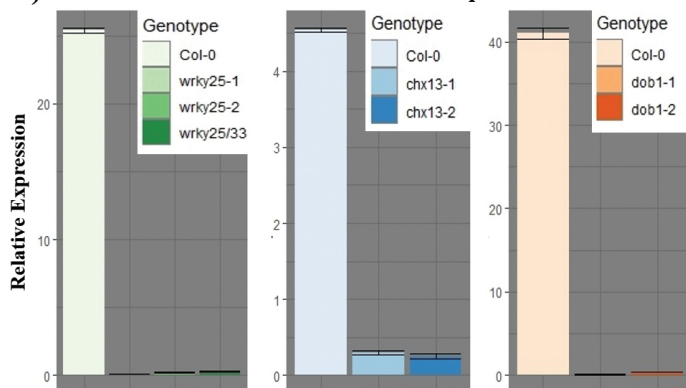 Relative Expression
20
10
0
Genotype
Col-0
wrky25-1
wrky25-2
wrky25/33
4
3
2
1
0
Genotype
Col-0
chx13-1
chx13-2
40
30
20
10
0
Genotype
Col-0
dob1-1
dob1-2